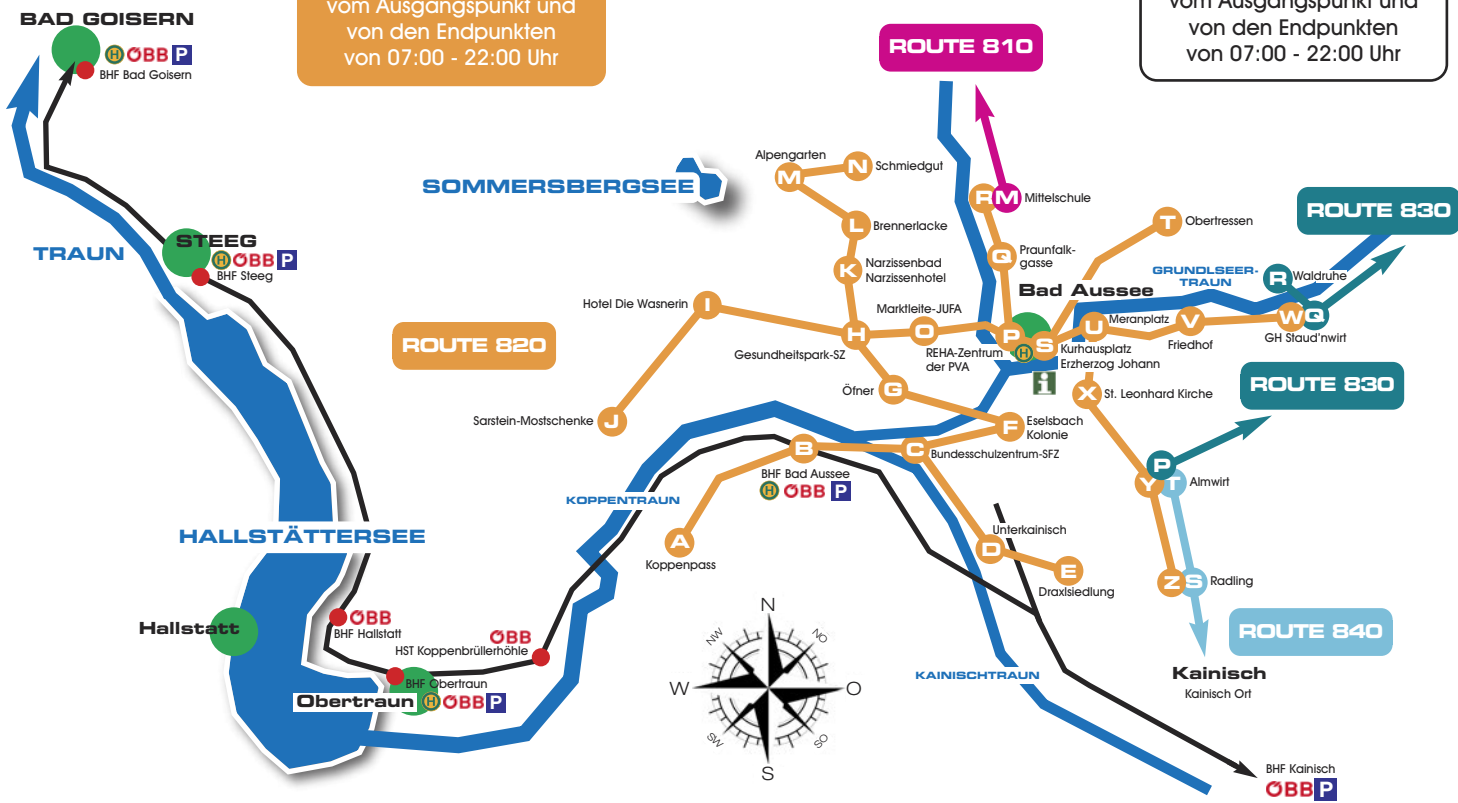 BAD GOISERN
H ÖBB P
BHF Bad Goisern
vom Ausgangspunkt und
von den Endpunkten
von 07:00 - 22:00 Uhr
ROUTE 810
vom Ausgangspunkt und
von den Endpunkten
von 07:00 - 22:00 Uhr
SOMMERSBERGSEE
TRAUN
STEEG
H ÖBB P
BHF Steeg
Alpengarten
M
N
Schmiedgut
L
Brennerlacke
K
Narzissenbad
Narzissenhotel
R
M
Mittelschule
Q
Praunfalk-
gasse
T
Obertressen
ROUTE 830
GRUNDLSEER-
TRAUN
R
Waldruhe
Bad Aussee
Hotel Die Wasnerin
I
Marktleite-JUFA
H
O
P
H
S
U
Meranplatz
V
Friedhof
W
Q
GH Staud'nwirt
ROUTE 820
Gesundheitspark-SZ
REHA-Zentrum
der PVA
Kurhausplatz
Erzherzog Johann
i
ROUTE 830
Öfner
G
X
St. Leonhard Kirche
Sarstein-Mostschenke
J
F
Eselsbach
Kolonie
B
C
Bundesschulzentrum-SFZ
BHF Bad Aussee
H ÖBB P
P
Y
T
Almwirt
KOPPENTRAUN
A
Koppenpass
Unterkainisch
D
E
Draxlsiedlung
Z
S
Radling
HALLSTÄTTERSEE
Hallstatt
ÖBB
BHF Hallstatt
ÖBB
HST Koppenbrüllerhöhle
BHF Obertraun
Obertraun
H ÖBB P
N
NW
NO
W
O
SW
SO
S
ROUTE 840
KAINISCHTRAUN
Kainisch
Kainisch Ort
BHF Kainisch
ÖBB P